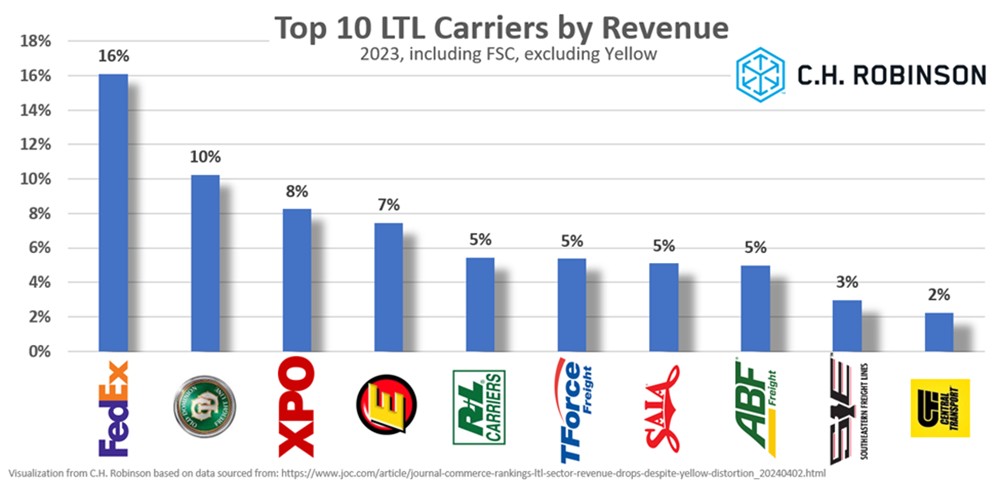 Top 10 LTL Carriers by Revenue
2023, including FSC, excluding Yellow
C.H. ROBINSON
18%
16%
14%
12%
10%
8%
6%
4%
2%
0%
16%
10%
8%
7%
5%
5%
5%
5%
3%
2%
FedEx
XPO
E
R+L
CARRIERS
TForce
Freight
SAIA
ABF
Freight
SEFL
SOUTHEASTERN FREIGHT LINES
CENTRAL
TRANSPORT
Visualization from C.H. Robinson based on data sourced from: https://www.joc.com/article/journal-commerce-rankings-ltl-sector-revenue-drops-despite-yellow-distortion_20240402.html